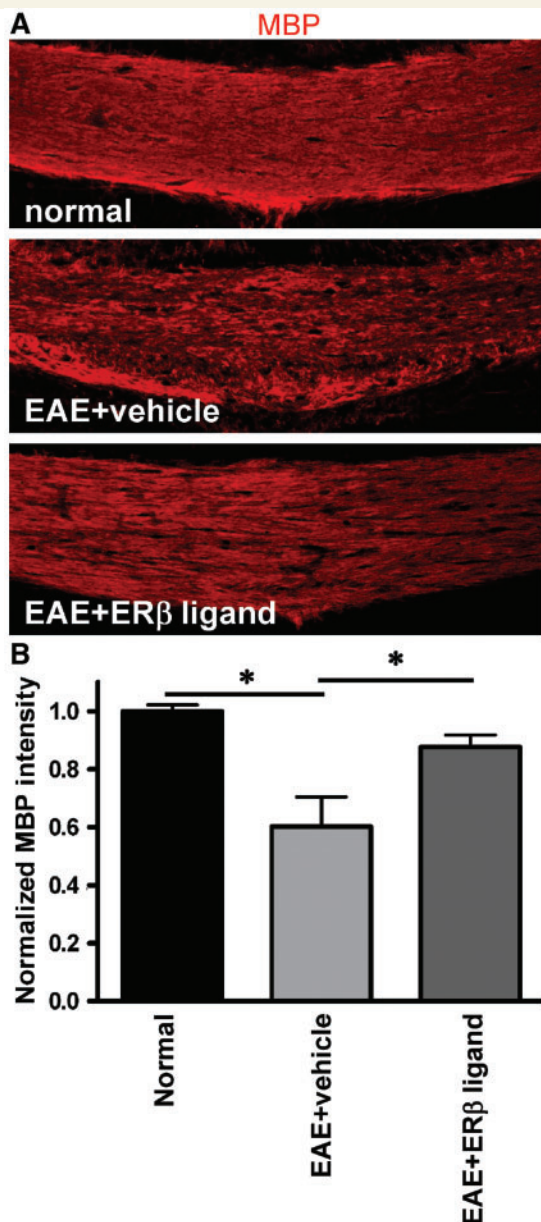 A
MBP
normal
EAE+vehicle
EAE+ERβ ligand
B
*
*
Normalized MBP intensity
1.0
0.8
0.6
0.4
0.2
0.0
Normal
EAE+vehicle
EAE+ERβ ligand